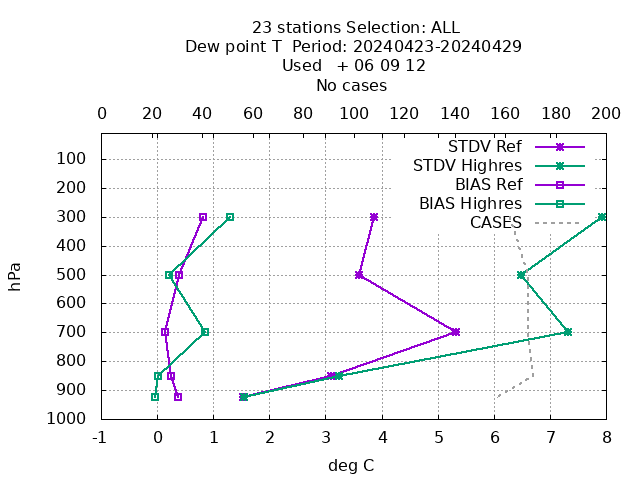 23 stations Selection: ALL
Dew point T  Period: 20240423-20240429
Used   + 06 09 12
No cases
0 20 40 60 80 100 120 140 160 180 200
STDV Ref
STDV Highres
BIAS Ref
BIAS Highres
CASES
100
200
300
400
500
600
700
800
900
1000
hPa
-1 0 1 2 3 4 5 6 7 8
deg C